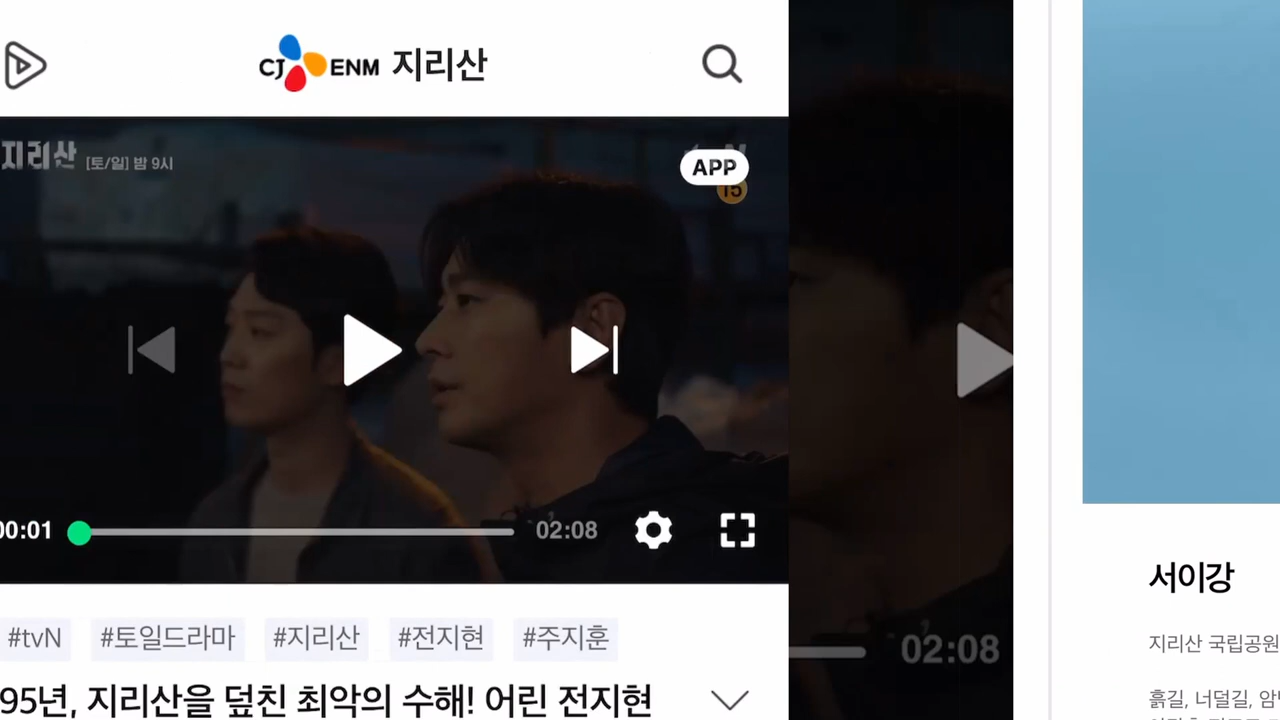 CJ ENM 지리산
지리산 [토/일] 밤 9시
APP
15
00:01
02:08
02:08
#tvN #토일드라마 #지리산 #전지현 #주지훈
95년, 지리산을 덮친 최악의 수해! 어린 전지현
서이강
지리산 국립공원
흙길, 너덜길, 암